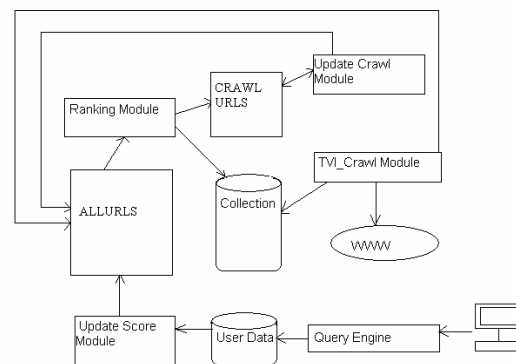 Update Crawl
Module
CRAWL
URLS
Ranking Module
TVI_Crawl Module
Collection
ALLURLS
WWW
Update Score
Module
User Data
Query Engine